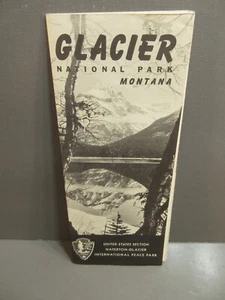 GLACIER
NATIONAL PARK
MONTANA
UNITED STATES SECTION
WATERTON-GLACIER
INTERNATIONAL PEACE PARK